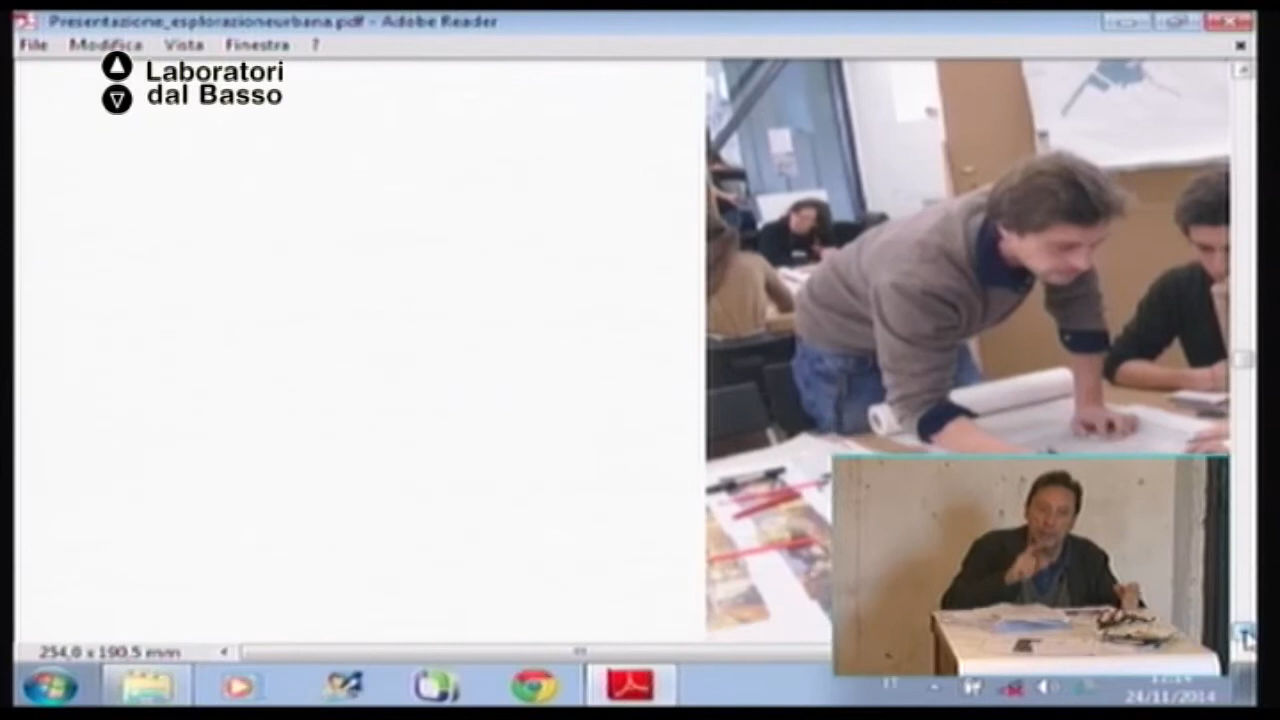 Presentazione_esplorazioneurbana.pdf - Adobe Reader
File Modifica Vista Finestra ?
Laboratori
dal Basso
254,0 x 190,5 mm
IT
24/11/2014